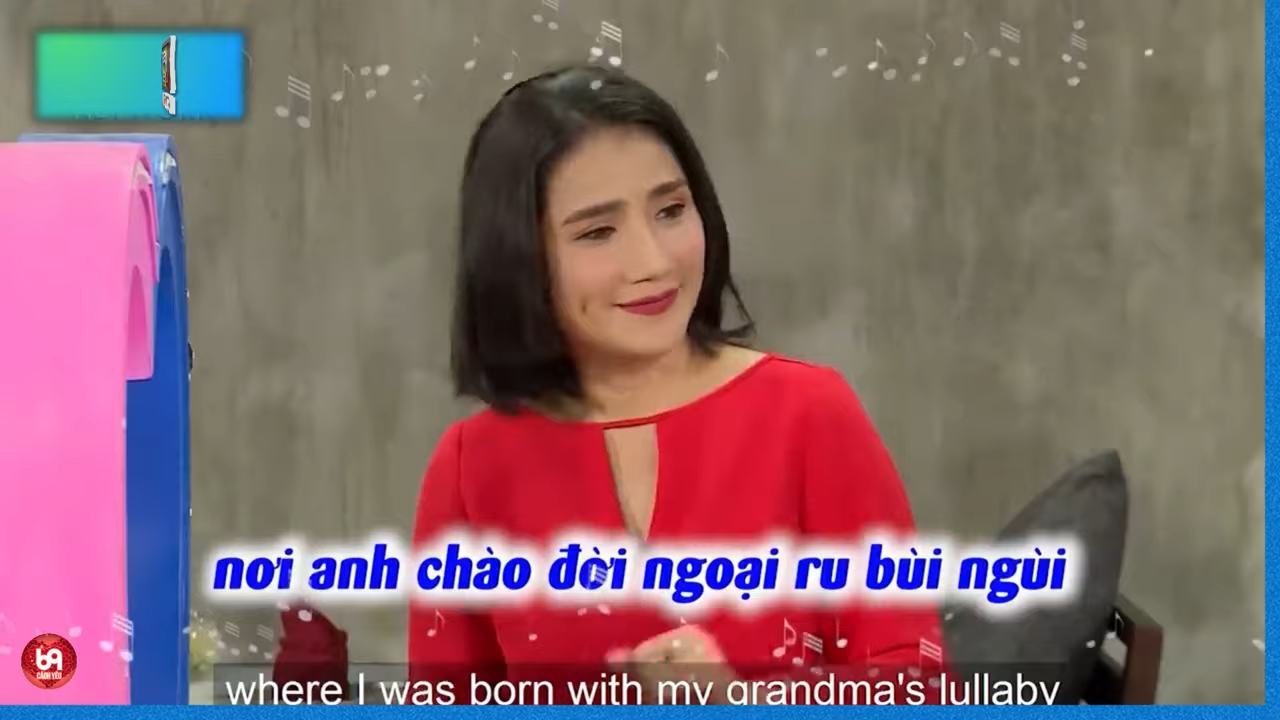 nơi anh chào đời ngoại ru bùi ngùi
where I was born with my grandma's lullaby